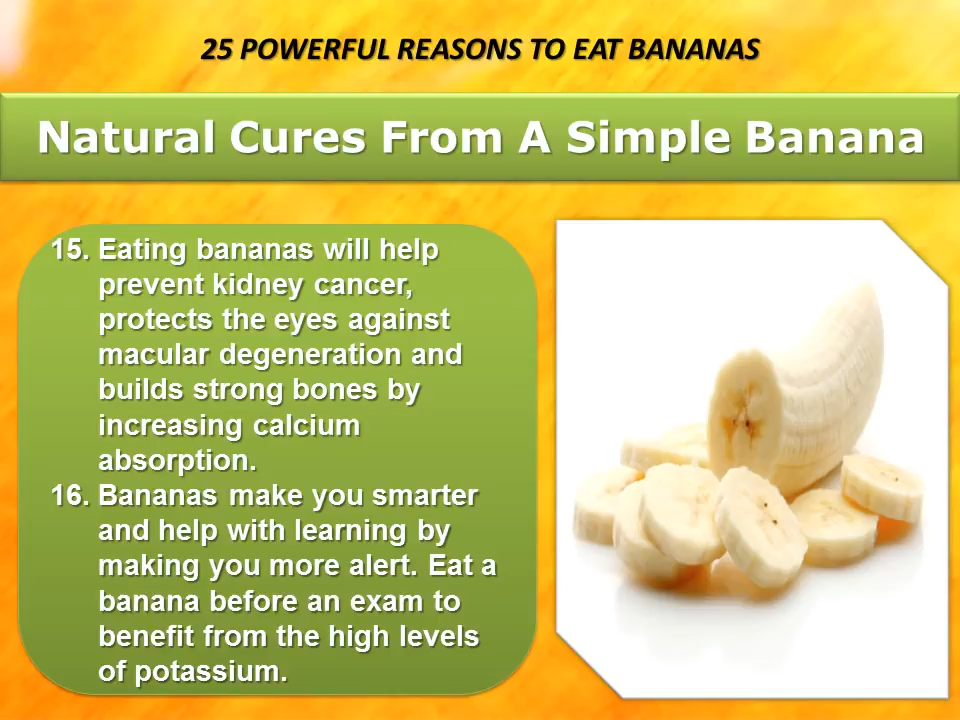 25 POWERFUL REASONS TO EAT BANANAS
Natural Cures From A Simple Banana
15. Eating bananas will help
prevent kidney cancer,
protects the eyes against
macular degeneration and
builds strong bones by
increasing calcium
absorption.
16. Bananas make you smarter
and help with learning by
making you more alert. Eat a
banana before an exam to
benefit from the high levels
of potassium.